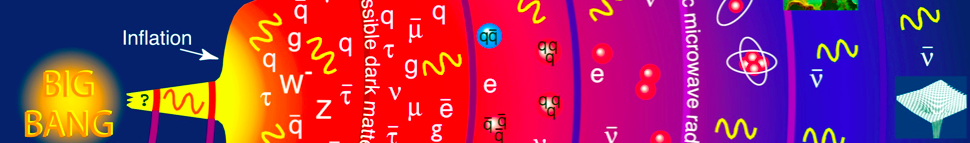 BIG
BANG
Inflation
?
q̄
g
q
W⁻
τ
Z
q̄
q
τ̄
ssible dark matte
q
τ
ν
τ̄
q
μ̄
g
μ
ē
g
qq̄
e
q̄q̄
q̄
qq
q
qq
q
e
ν̄
c microwave rad
ν̄
ν̄